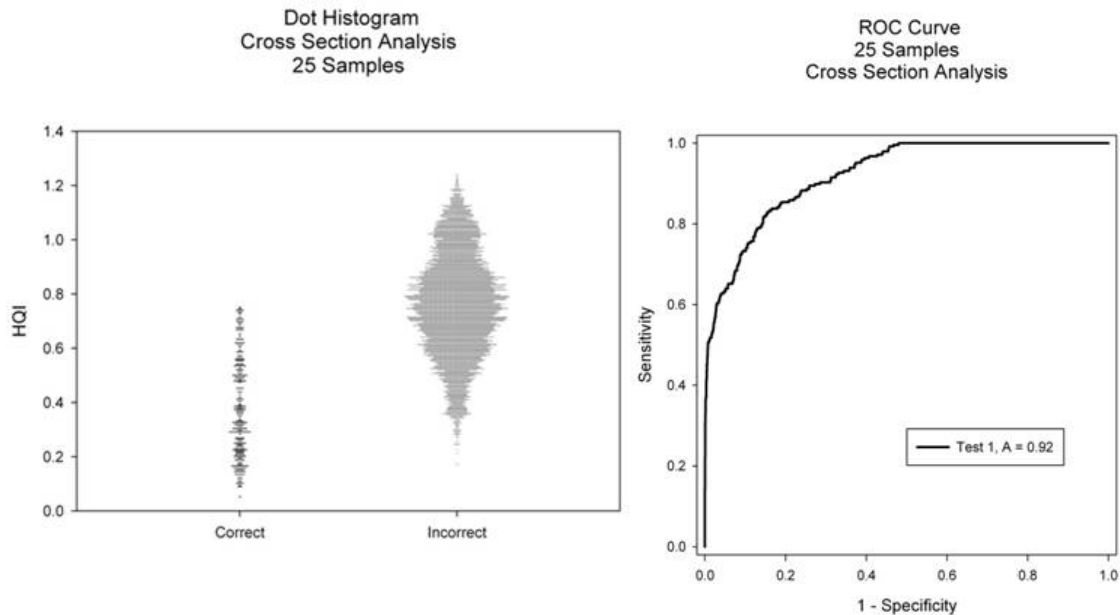 Dot Histogram
Cross Section Analysis
25 Samples
1.4
1.2
1.0
0.8
0.6
0.4
0.2
0.0
HQI
Correct
Incorrect
ROC Curve
25 Samples
Cross Section Analysis
1.0
0.8
0.6
0.4
0.2
0.0
Sensitivity
Test 1, A = 0.92
0.0 0.2 0.4 0.6 0.8 1.0
1 - Specificity